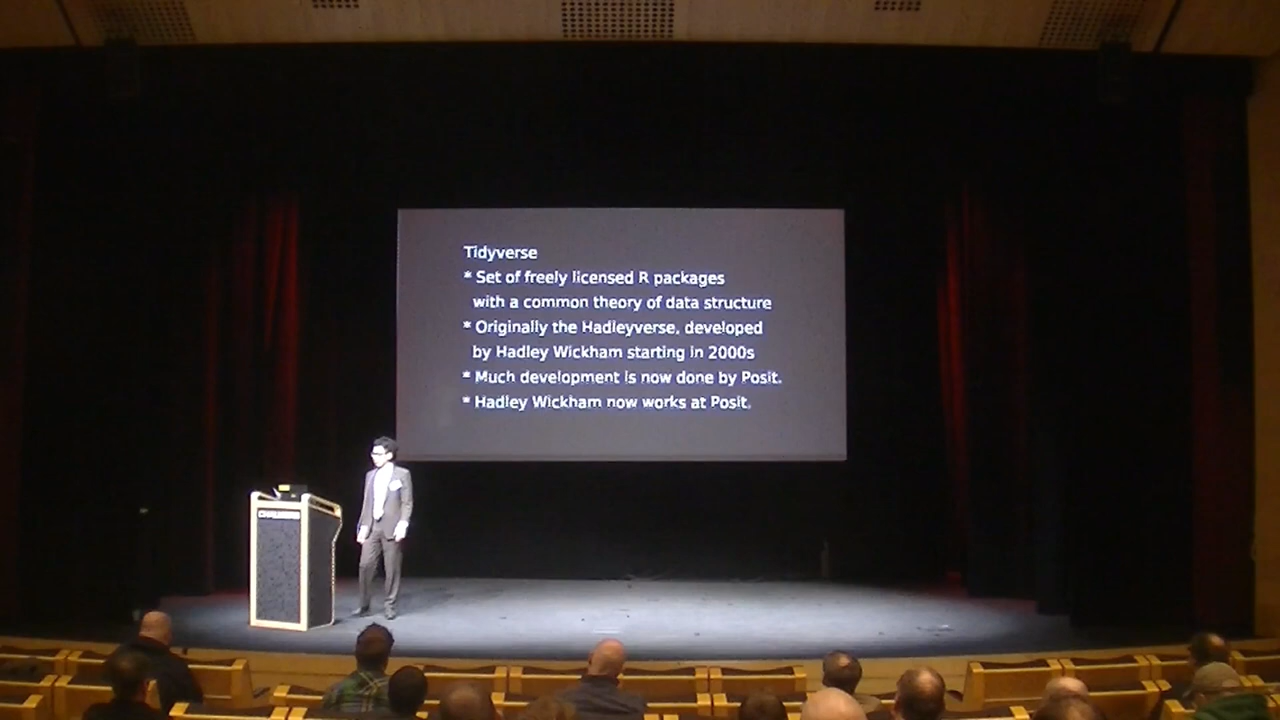 Tidyverse
* Set of freely licensed R packages
with a common theory of data structure
* Originally the Hadleyverse, developed
by Hadley Wickham starting in 2000s
* Much development is now done by Posit.
* Hadley Wickham now works at Posit.